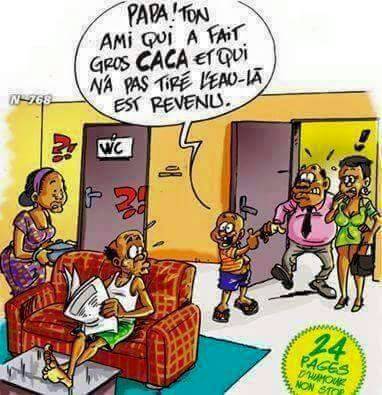 PAPA! TON
AMI QUI A FAIT
GROS CACA ET QUI
N'A PAS TIRÉ L'EAU-LÀ
EST REVENU.
N°768
?!
WC
?!
?!
!
24
PAGES
D'HUMOUR
NON STOP